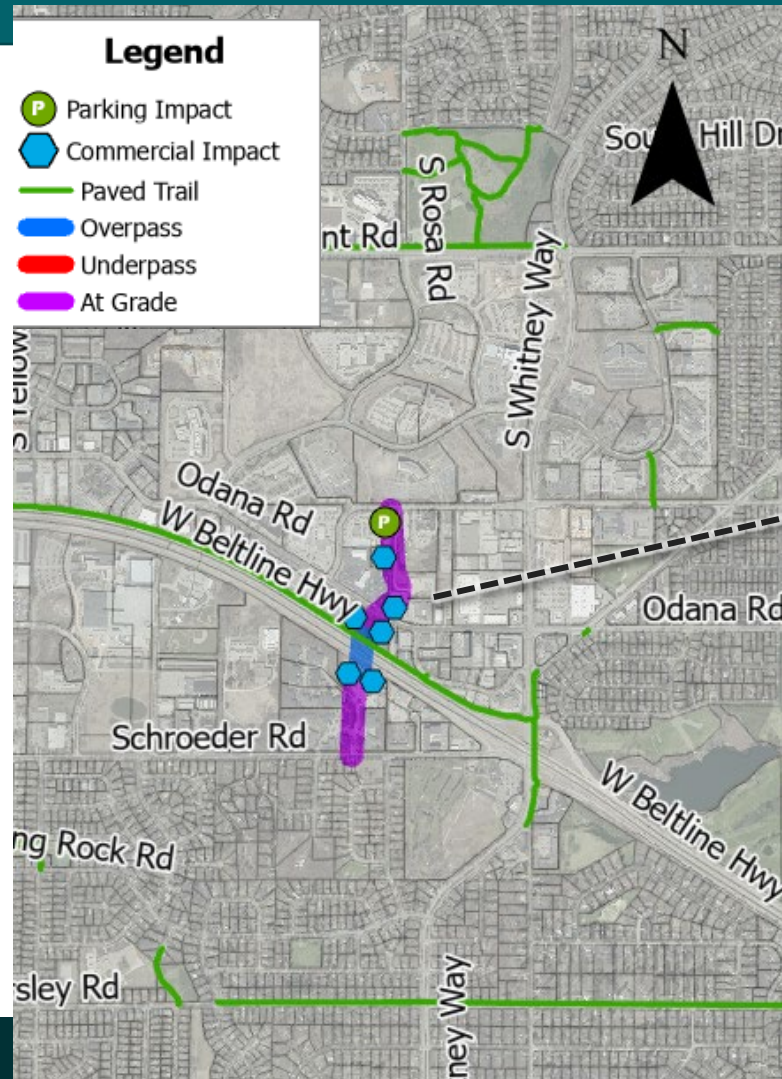 Legend
P Parking Impact
Commercial Impact
Paved Trail
Overpass
Underpass
At Grade
N
Hill Dr
S Rosa Rd
nt Rd
S Whitney Way
Odana Rd
W Beltline Hwy
P
Odana Rd
Schroeder Rd
W Beltline Hwy
ng Rock Rd
sley Rd
ney Way